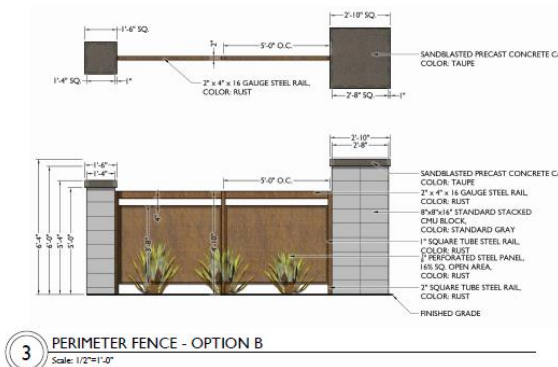 2'-10" SQ.
1'-6" SQ.
2"
5'-0" O.C.
SANDBLASTED PRECAST CONCRETE CA
COLOR: TAUPE
1'-4" SQ.
1"
2" x 4" x 16 GAUGE STEEL RAIL,
COLOR: RUST
2'-8" SQ.
1"
2'-10"
2'-8"
1'-6"
1'-4"
5'-0" O.C.
SANDBLASTED PRECAST CONCRETE CA
COLOR: TAUPE
2" x 4" x 16 GAUGE STEEL RAIL,
COLOR: RUST
8"x8"x16" STANDARD STACKED
CMU BLOCK,
COLOR: STANDARD GRAY
1" SQUARE TUBE STEEL RAIL,
COLOR: RUST
PERFORATED STEEL PANEL,
16% SQ. OPEN AREA,
COLOR: RUST
2" SQUARE TUBE STEEL RAIL,
COLOR: RUST
FINISHED GRADE
6'-4"
6'-0"
5'-4"
5'-0"
4"
3 PERIMETER FENCE - OPTION B
Scale: 1/2"=1'-0"